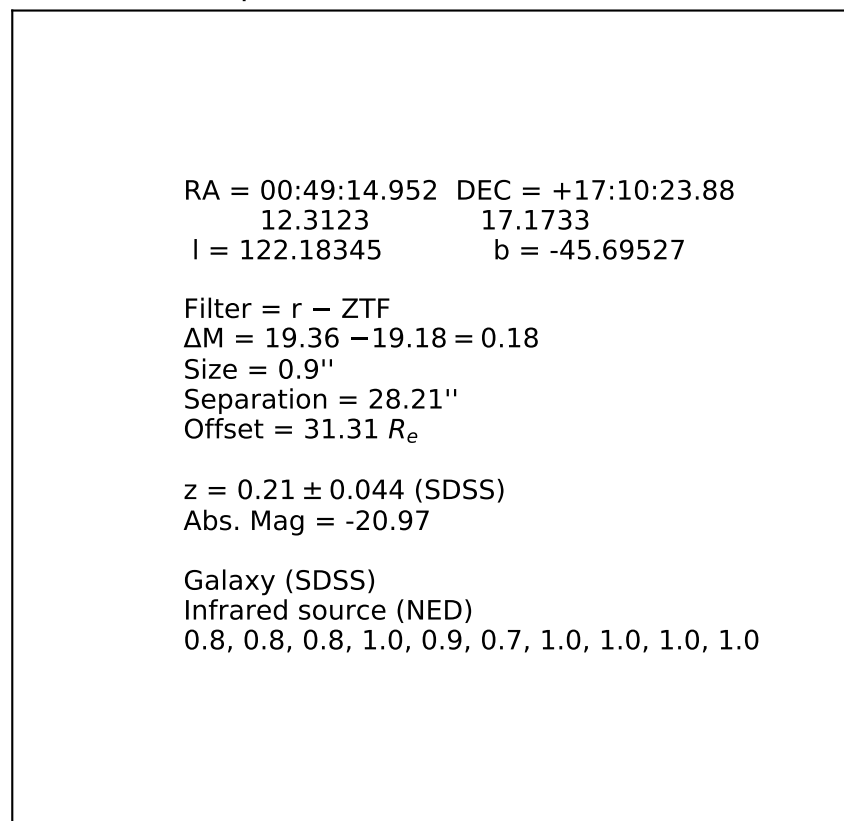 RA = 00:49:14.952  DEC = +17:10:23.88
12.3123  17.1733
l = 122.18345  b = -45.69527
Filter = r − ZTF
ΔM = 19.36 −19.18 = 0.18
Size = 0.9''
Separation = 28.21''
Offset = 31.31 Re
z = 0.21 ± 0.044 (SDSS)
Abs. Mag = -20.97
Galaxy (SDSS)
Infrared source (NED)
0.8, 0.8, 0.8, 1.0, 0.9, 0.7, 1.0, 1.0, 1.0, 1.0